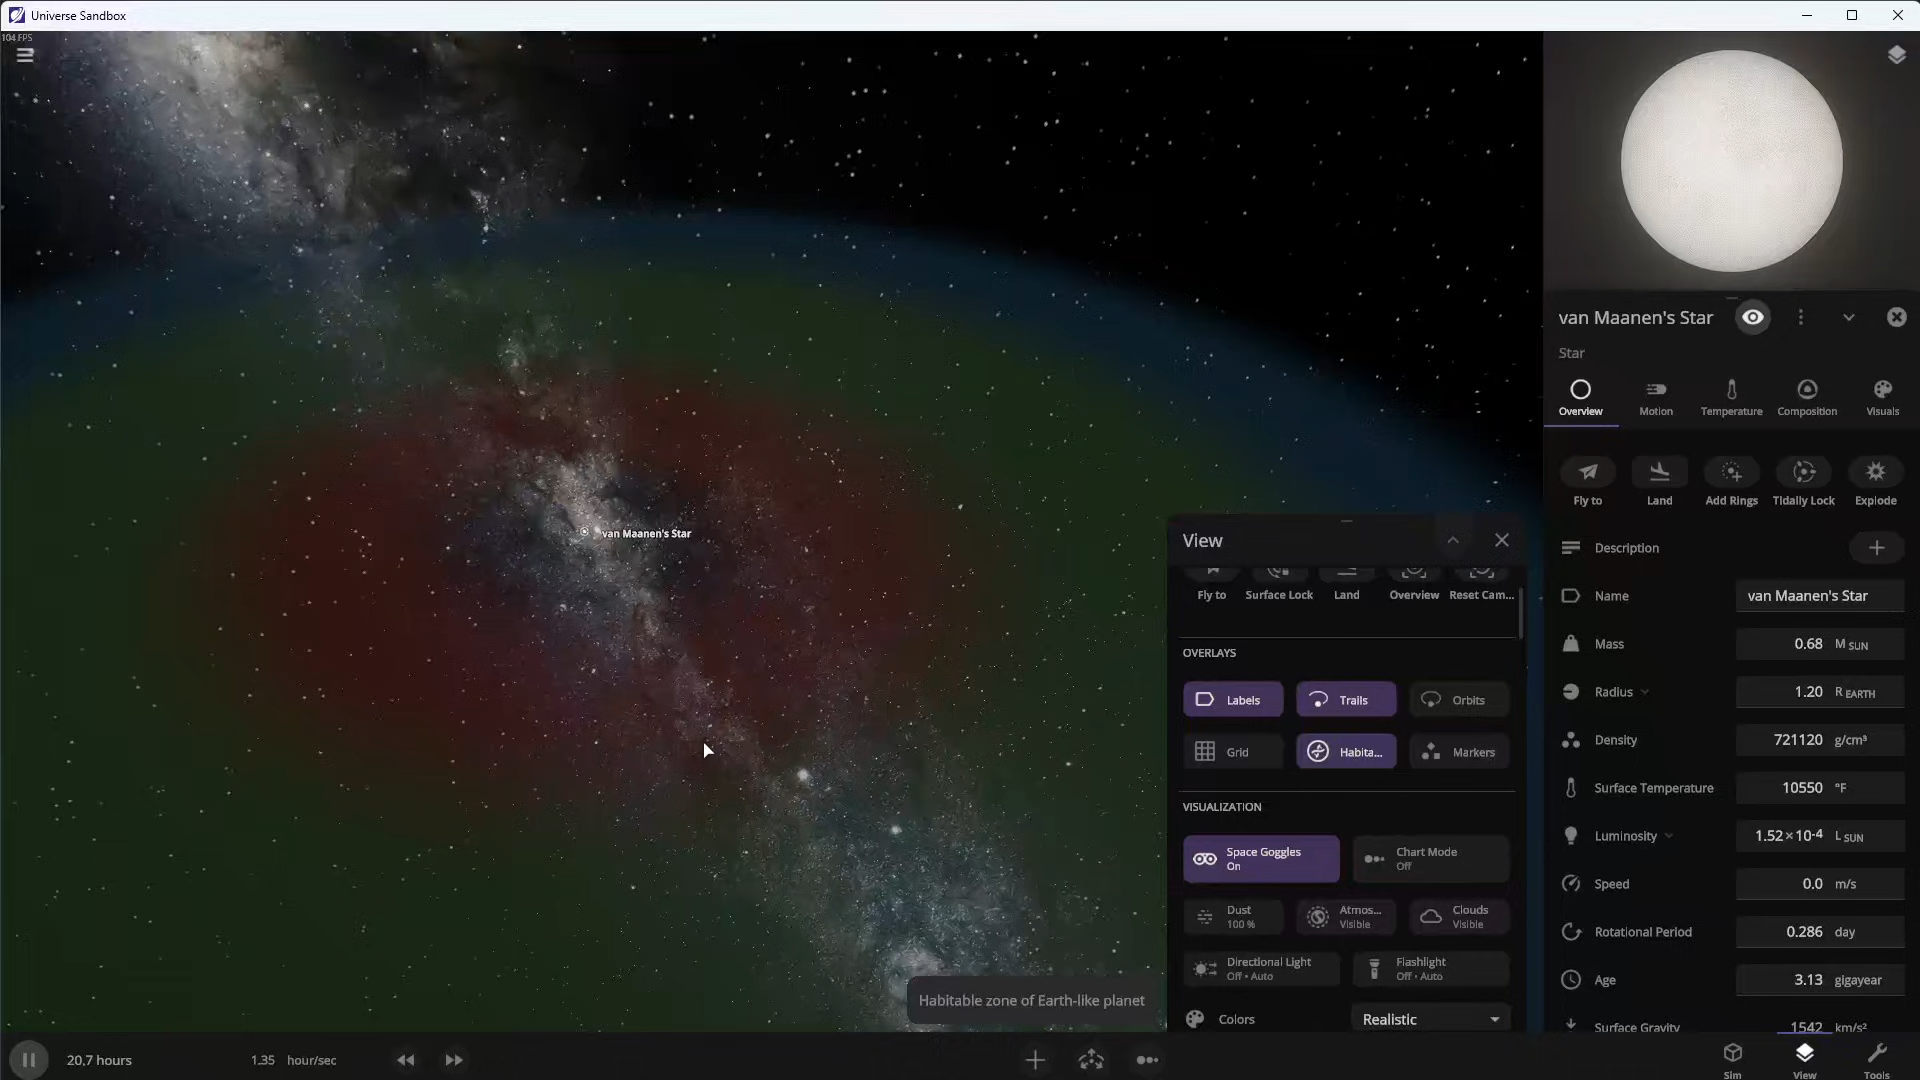 Universe Sandbox
104 FPS
van Maanen's Star
Habitable zone of Earth-like planet
View
Fly to
Surface Lock
Land
Overview
Reset Cam...
OVERLAYS
Labels
Trails
Orbits
Grid
Habita...
Markers
VISUALIZATION
Space Goggles
On
Chart Mode
Off
Dust
100 %
Atmos...
Visible
Clouds
Visible
Directional Light
Off • Auto
Flashlight
Off • Auto
Colors
Realistic
van Maanen's Star
Star
Overview
Motion
Temperature
Composition
Visuals
Fly to
Land
Add Rings
Tidally Lock
Explode
Description
Name van Maanen's Star
Mass 0.68 M SUN
Radius 1.20 R EARTH
Density 721120 g/cm³
Surface Temperature 10550 °F
Luminosity 1.52×10⁻⁴ L SUN
Speed 0.0 m/s
Rotational Period 0.286 day
Age 3.13 gigayear
Surface Gravity 1542 km/s²
20.7 hours
1.35 hour/sec
Sim
View
Tools